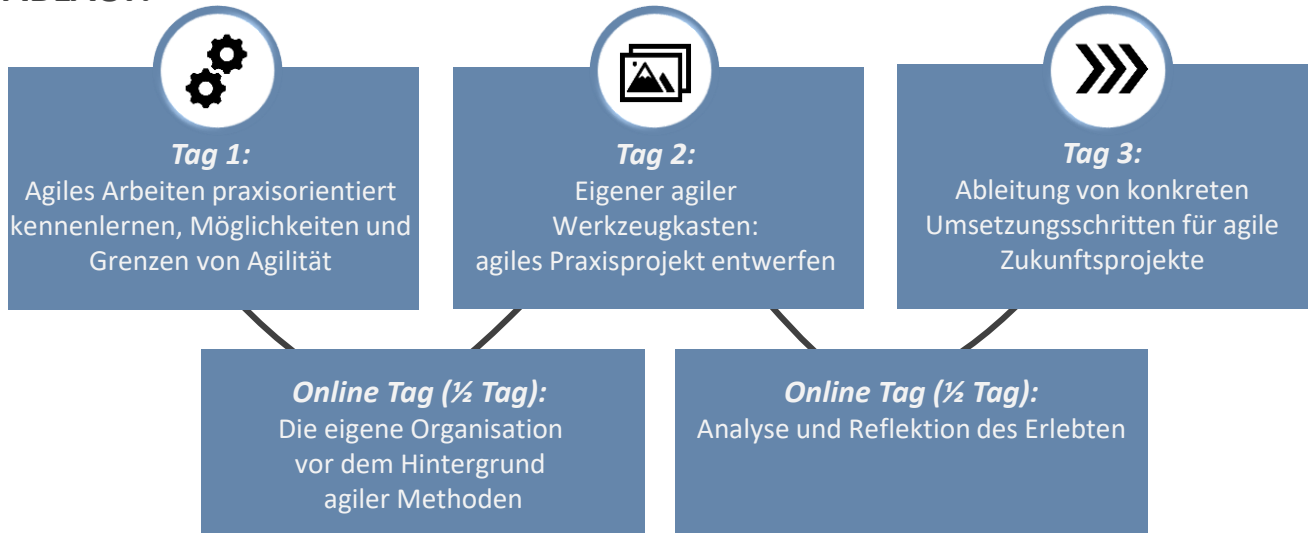 Tag 1:
Agiles Arbeiten praxisorientiert
kennenlernen, Möglichkeiten und
Grenzen von Agilität
Tag 2:
Eigener agiler
Werkzeugkasten:
agiles Praxisprojekt entwerfen
Tag 3:
Ableitung von konkreten
Umsetzungsschritten für agile
Zukunftsprojekte
Online Tag (½ Tag):
Die eigene Organisation
vor dem Hintergrund
agiler Methoden
Online Tag (½ Tag):
Analyse und Reflektion des Erlebten